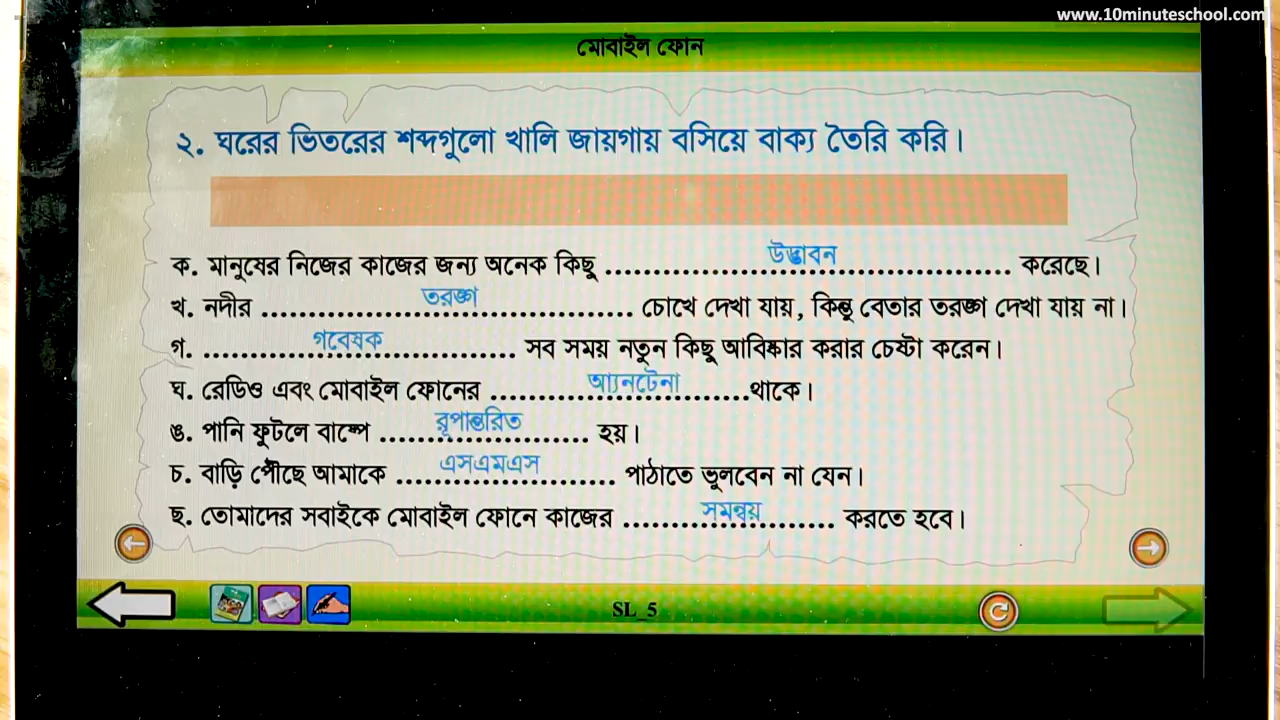 www.10minuteschool.com
মোবাইল ফোন
২. ঘরের ভিতরের শব্দগুলো খালি জায়গায় বসিয়ে বাক্য তৈরি করি।
ক. মানুষের নিজের কাজের জন্য অনেক কিছু ........ উদ্ভাবন ........ করেছে।
খ. নদীর ........ তরঙ্গ ........ চোখে দেখা যায়, কিন্তু বেতার তরঙ্গ দেখা যায় না।
গ. ........ গবেষক ........ সব সময় নতুন কিছু আবিষ্কার করার চেষ্টা করেন।
ঘ. রেডিও এবং মোবাইল ফোনের ........ অ্যানটেনা ........থাকে।
ঙ. পানি ফুটলে বাষ্পে ........ রূপান্তরিত ........ হয়।
চ. বাড়ি পৌঁছে আমাকে ........ এসএমএস ........ পাঠাতে ভুলবেন না যেন।
ছ. তোমাদের সবাইকে মোবাইল ফোনে কাজের ........ সমন্বয় ........ করতে হবে।
SL_5